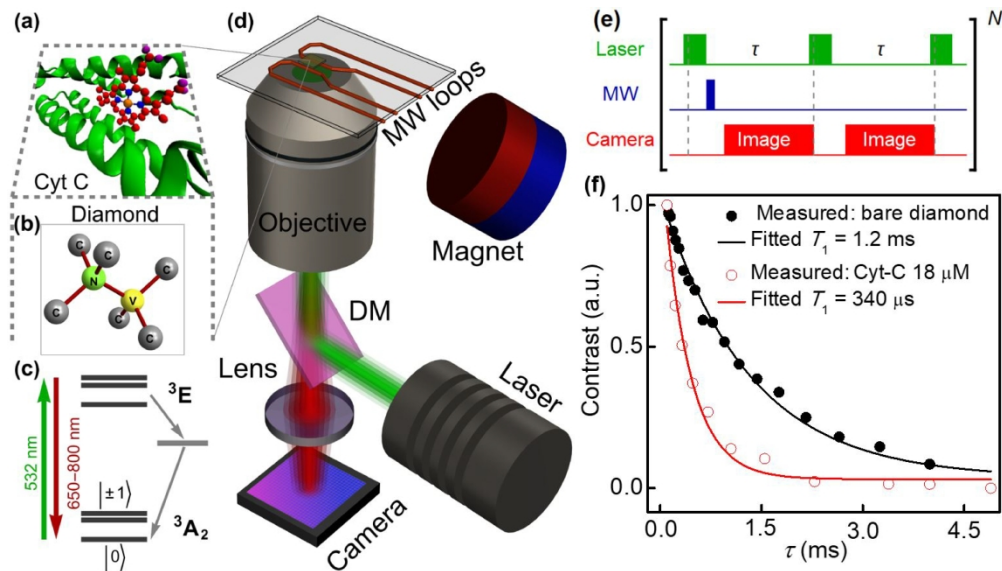 (a)
Cyt C
(b)
Diamond
C
C
C
N
V
C
C
C
(c)
532 nm
650–800 nm
³E
|±1⟩
³A₂
|0⟩
(d)
MW loops
Objective
Magnet
DM
Lens
Laser
Camera
(e)
N
Laser
τ
τ
MW
Camera
Image
Image
(f)
Contrast (a.u.)
1.0
0.5
0.0
Measured: bare diamond
Fitted T₁ = 1.2 ms
Measured: Cyt-C 18 μM
Fitted T₁ = 340 μs
0.0
1.5
3.0
4.5
τ (ms)